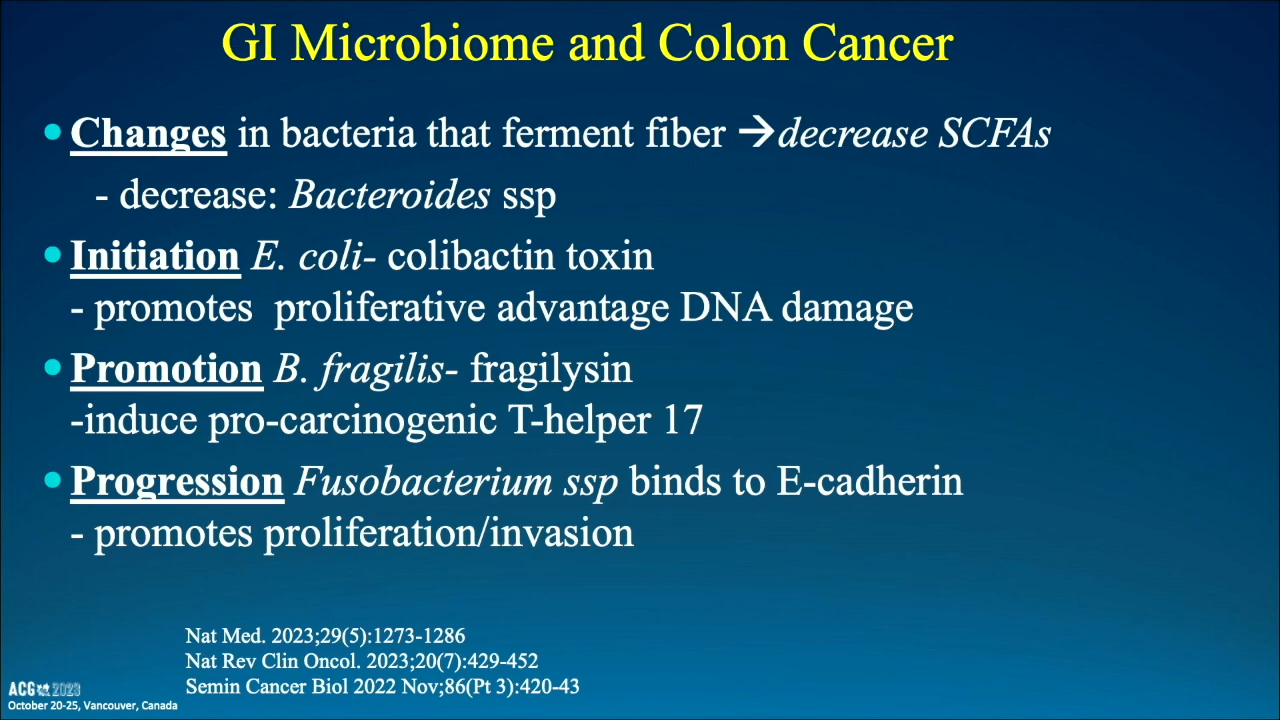 GI Microbiome and Colon Cancer
• Changes in bacteria that ferment fiber →decrease SCFAs
- decrease: Bacteroides ssp
• Initiation E. coli- colibactin toxin
- promotes  proliferative advantage DNA damage
• Promotion B. fragilis- fragilysin
-induce pro-carcinogenic T-helper 17
• Progression Fusobacterium ssp binds to E-cadherin
- promotes proliferation/invasion
Nat Med. 2023;29(5):1273-1286
Nat Rev Clin Oncol. 2023;20(7):429-452
Semin Cancer Biol 2022 Nov;86(Pt 3):420-43
ACG 2023
October 20-25, Vancouver, Canada